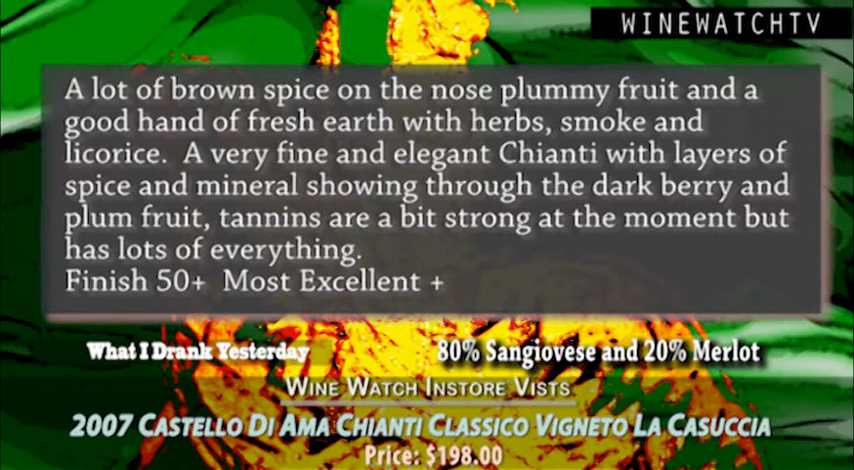 WINEWATCHTV
A lot of brown spice on the nose plummy fruit and a
good hand of fresh earth with herbs, smoke and
licorice.  A very fine and elegant Chianti with layers of
spice and mineral showing through the dark berry and
plum fruit, tannins are a bit strong at the moment but
has lots of everything.
Finish 50+  Most Excellent +
What I Drank Yesterday
80% Sangiovese and 20% Merlot
Wine Watch Instore Vists
2007 Castello Di Ama Chianti Classico Vigneto La Casuccia
Price: $198.00